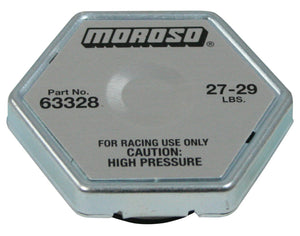 MOROSO®
Part No.
63328
27-29
LBS.
FOR RACING USE ONLY
CAUTION:
HIGH PRESSURE